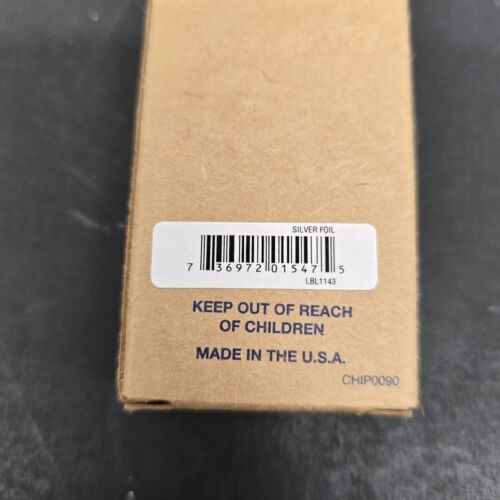 SILVER FOIL
7 36972 01547 5
LBL1143
KEEP OUT OF REACH
OF CHILDREN
MADE IN THE U.S.A.
CHIP0090